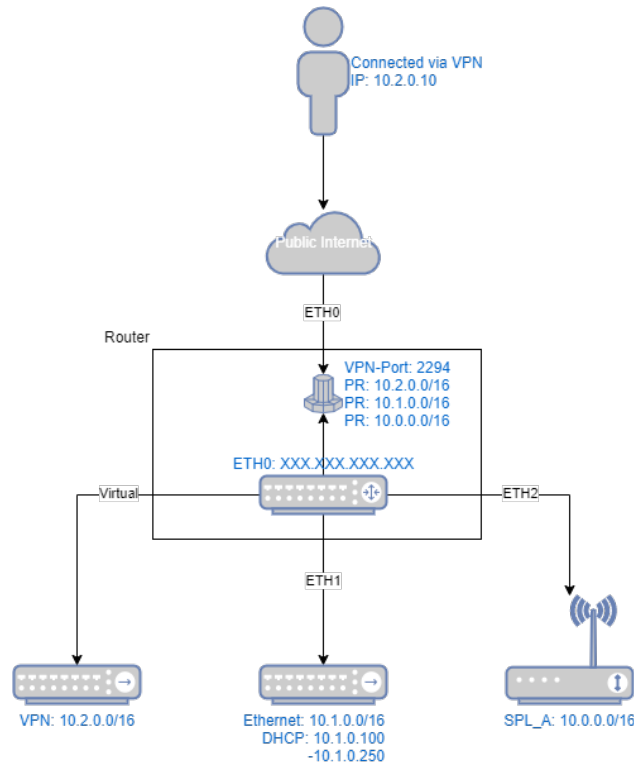 Connected via VPN
IP: 10.2.0.10
Public Internet
ETH0
Router
VPN-Port: 2294
PR: 10.2.0.0/16
PR: 10.1.0.0/16
PR: 10.0.0.0/16
ETH0: XXX.XXX.XXX.XXX
Virtual
ETH2
ETH1
VPN: 10.2.0.0/16
Ethernet: 10.1.0.0/16
DHCP: 10.1.0.100
-10.1.0.250
SPL_A: 10.0.0.0/16